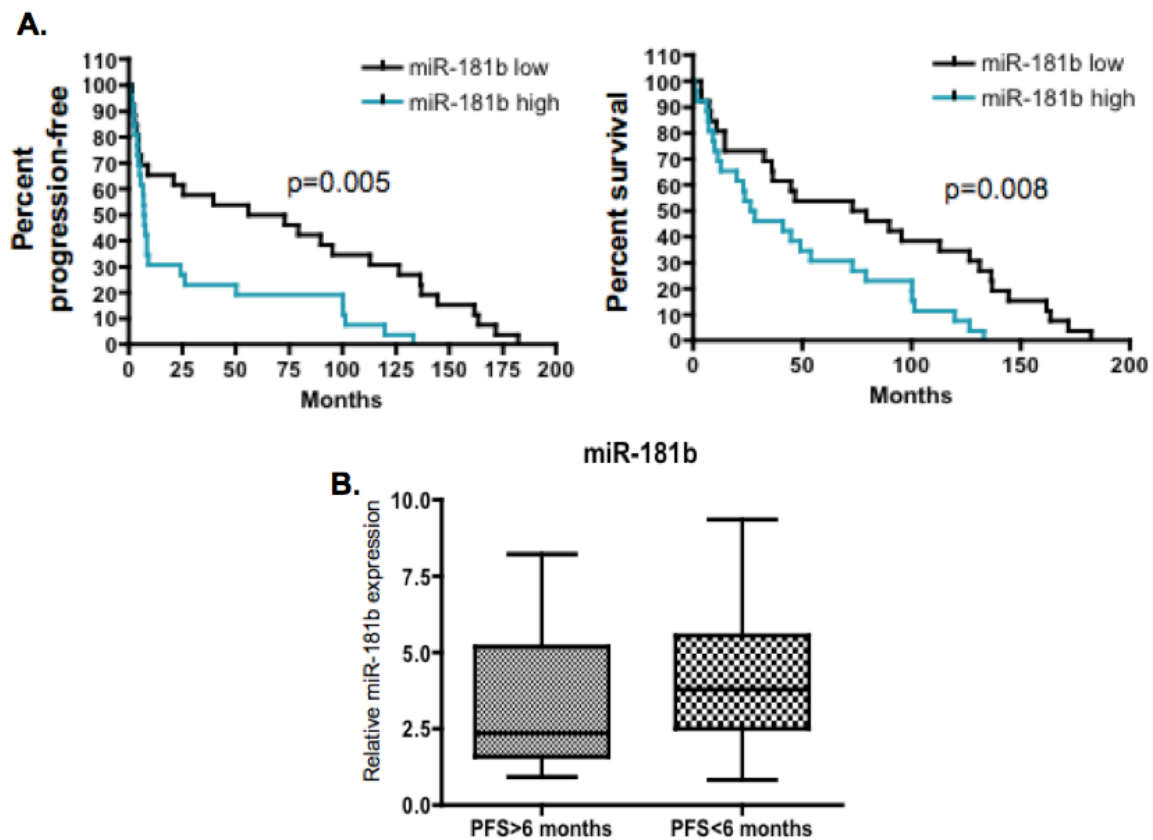 A.
Percent
progression-free
110
100
90
80
70
60
50
40
30
20
10
0
miR-181b low
miR-181b high
p=0.005
0 25 50 75 100 125 150 175 200
Months
Percent survival
110
100
90
80
70
60
50
40
30
20
10
0
miR-181b low
miR-181b high
p=0.008
0 50 100 150 200
Months
miR-181b
B.
Relative miR-181b expression
10.0
7.5
5.0
2.5
0.0
PFS>6 months PFS<6 months